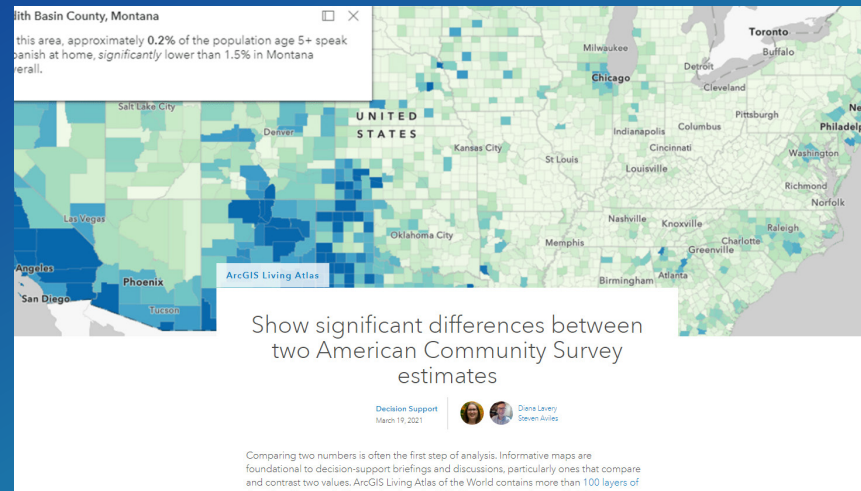 dith Basin County, Montana
this area, approximately 0.2% of the population age 5+ speak
panish at home, significantly lower than 1.5% in Montana
verall.
Toronto
Milwaukee
Buffalo
Detroit
Chicago
Cleveland
Salt Lake City
UNITED
STATES
Ne
Pittsburgh
Philadelp
Denver
Indianapolis
Columbus
Kansas City
Cincinnati
Washington
St Louis
Louisville
Richmond
Norfolk
Las Vegas
Nashville
Knoxville
Raleigh
Oklahoma City
Memphis
Charlotte
Greenville
Angeles
ArcGIS Living Atlas
Birmingham
Atlanta
Phoenix
San Diego
Tucson
Show significant differences between
two American Community Survey
estimates
Decision Support
March 19, 2021
Diana Lavery
Steven Aviles
Comparing two numbers is often the first step of analysis. Informative maps are
foundational to decision-support briefings and discussions, particularly ones that compare
and contrast two values. ArcGIS Living Atlas of the World contains more than 100 layers of